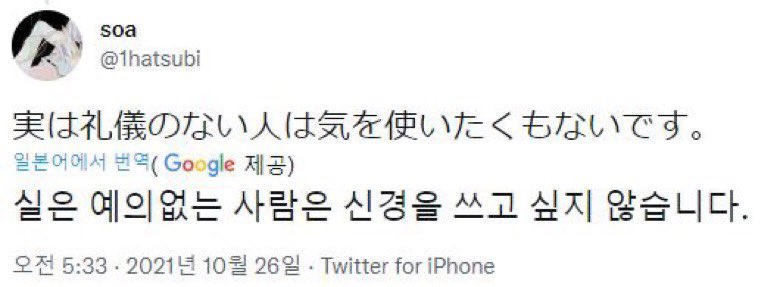 soa
@1hatsubi
実は礼儀のない人は気を使いたくもないです。
일본어에서 번역( Google 제공)
실은 예의없는 사람은 신경을 쓰고 싶지 않습니다.
오전 5:33 · 2021년 10월 26일 · Twitter for iPhone